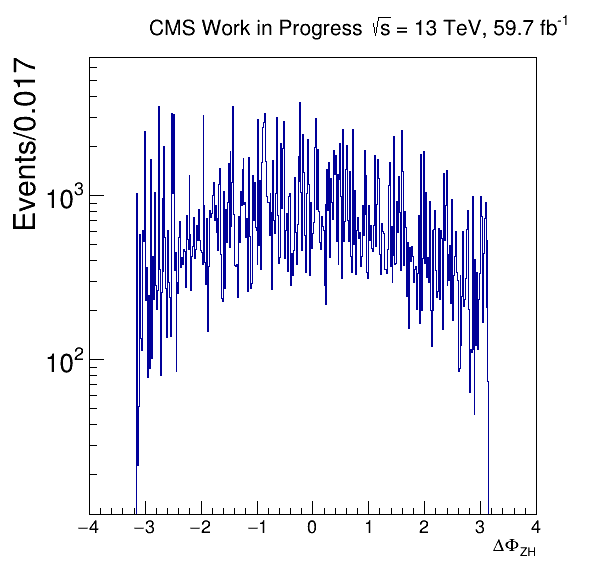 CMS Work in Progress √s = 13 TeV, 59.7 fb⁻¹
Events/0.017
10³
10²
−4 −3 −2 −1 0 1 2 3 4
ΔΦ_ZH